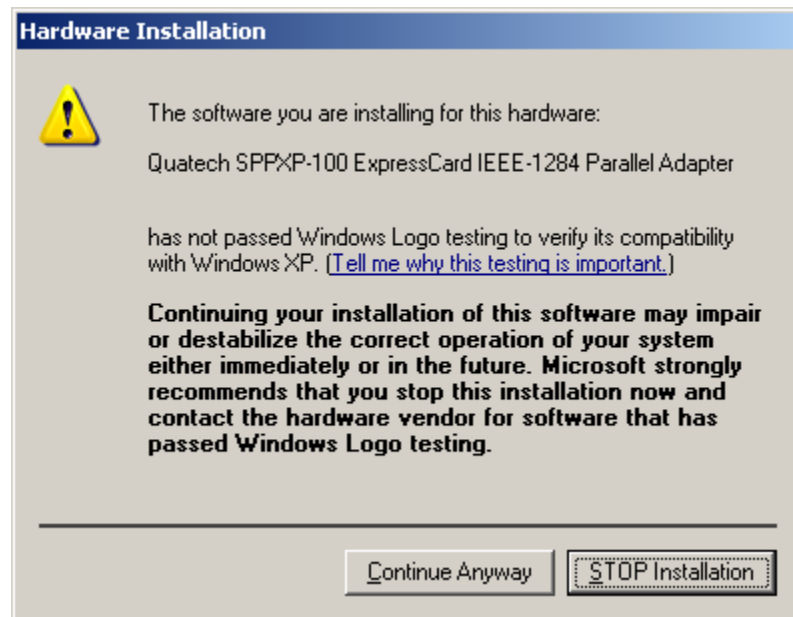 Hardware Installation
The software you are installing for this hardware:
Quatech SPPXP-100 ExpressCard IEEE-1284 Parallel Adapter
has not passed Windows Logo testing to verify its compatibility
with Windows XP. (Tell me why this testing is important.)
Continuing your installation of this software may impair
or destabilize the correct operation of your system
either immediately or in the future. Microsoft strongly
recommends that you stop this installation now and
contact the hardware vendor for software that has
passed Windows Logo testing.
Continue Anyway
STOP Installation